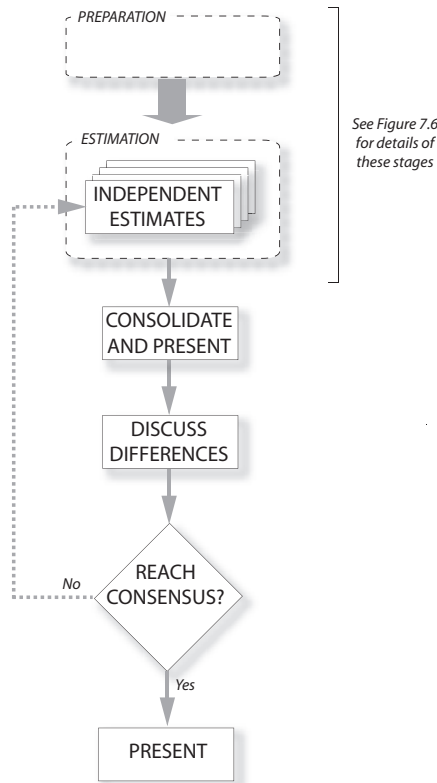 PREPARATION
See Figure 7.6
for details of
these stages
ESTIMATION
INDEPENDENT
ESTIMATES
CONSOLIDATE
AND PRESENT
DISCUSS
DIFFERENCES
REACH
CONSENSUS?
No
Yes
PRESENT